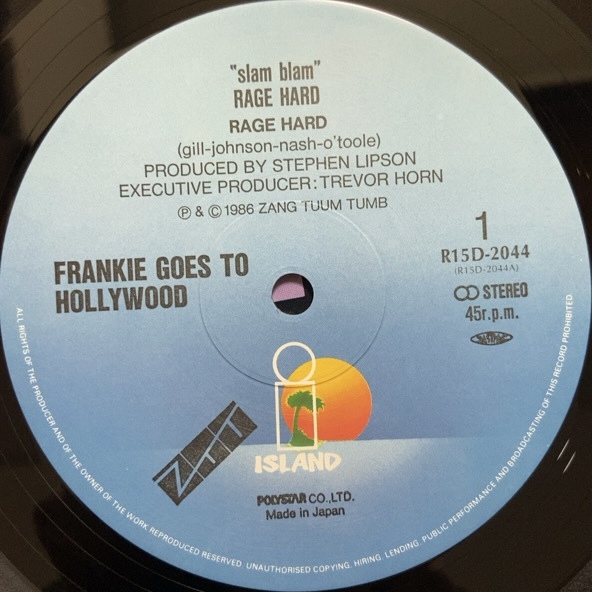 "slam blam"
RAGE HARD
RAGE HARD
(gill-johnson-nash-o'toole)
PRODUCED BY STEPHEN LIPSON
EXECUTIVE PRODUCER:TREVOR HORN
℗ & © 1986 ZANG TUUM TUMB
1
R15D-2044
(R15D-2044A)
STEREO
45r.p.m.
FRANKIE GOES TO
HOLLYWOOD
ZTT
ISLAND
POLYSTAR CO.,LTD.
Made in Japan
ALL RIGHTS OF THE PRODUCER AND OF THE OWNER OF THE WORK REPRODUCED RESERVED UNAUTHORISED COPYING, HIRING, LENDING, PUBLIC PERFORMANCE AND BROADCASTING OF THIS RECORD PROHIBITED